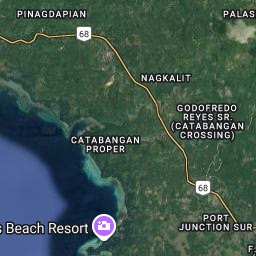 PINAGDAPIAN
PALAS
68
NAGKALIT
GODOFREDO
REYES SR.
(CATABANGAN
CROSSING)
CATABANGAN
PROPER
68
s Beach Resort
PORT
JUNCTION SUR
F.